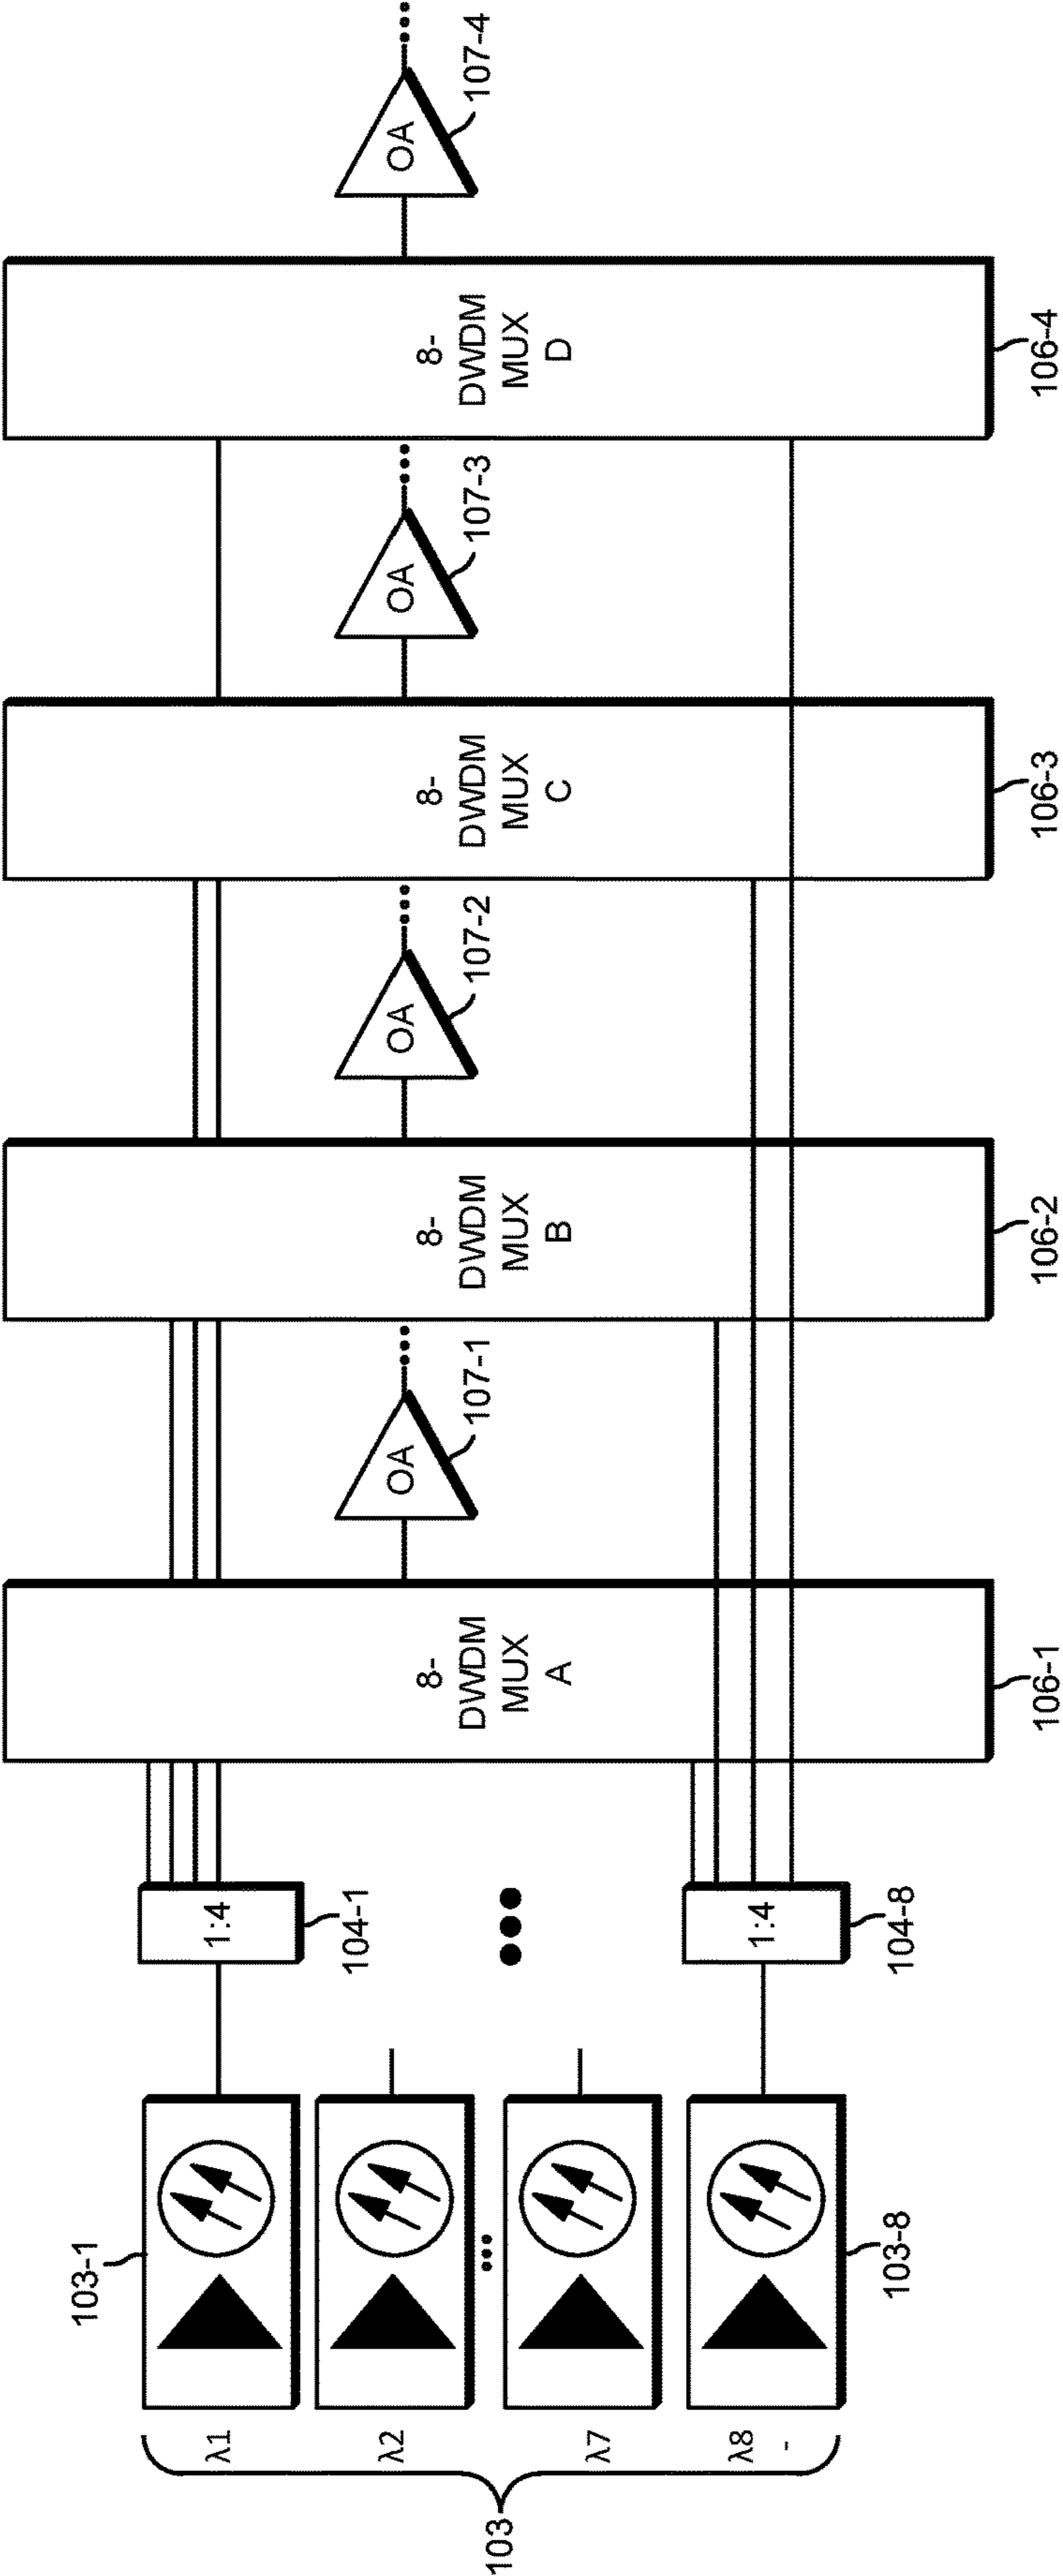 103
λ1
λ2
λ7
λ8
-
103-1
103-8
1:4
104-1
1:4
104-8
8-
DWDM
MUX
A
106-1
OA
107-1
8-
DWDM
MUX
B
106-2
OA
107-2
8-
DWDM
MUX
C
106-3
OA
107-3
8-
DWDM
MUX
D
106-4
OA
107-4